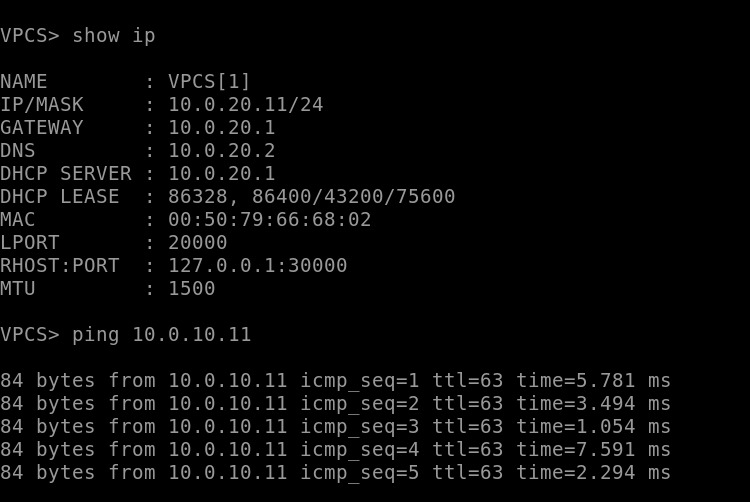 VPCS> show ip
NAME        : VPCS[1]
IP/MASK     : 10.0.20.11/24
GATEWAY     : 10.0.20.1
DNS         : 10.0.20.2
DHCP SERVER : 10.0.20.1
DHCP LEASE  : 86328, 86400/43200/75600
MAC         : 00:50:79:66:68:02
LPORT       : 20000
RHOST:PORT  : 127.0.0.1:30000
MTU         : 1500
VPCS> ping 10.0.10.11
84 bytes from 10.0.10.11 icmp_seq=1 ttl=63 time=5.781 ms
84 bytes from 10.0.10.11 icmp_seq=2 ttl=63 time=3.494 ms
84 bytes from 10.0.10.11 icmp_seq=3 ttl=63 time=1.054 ms
84 bytes from 10.0.10.11 icmp_seq=4 ttl=63 time=7.591 ms
84 bytes from 10.0.10.11 icmp_seq=5 ttl=63 time=2.294 ms